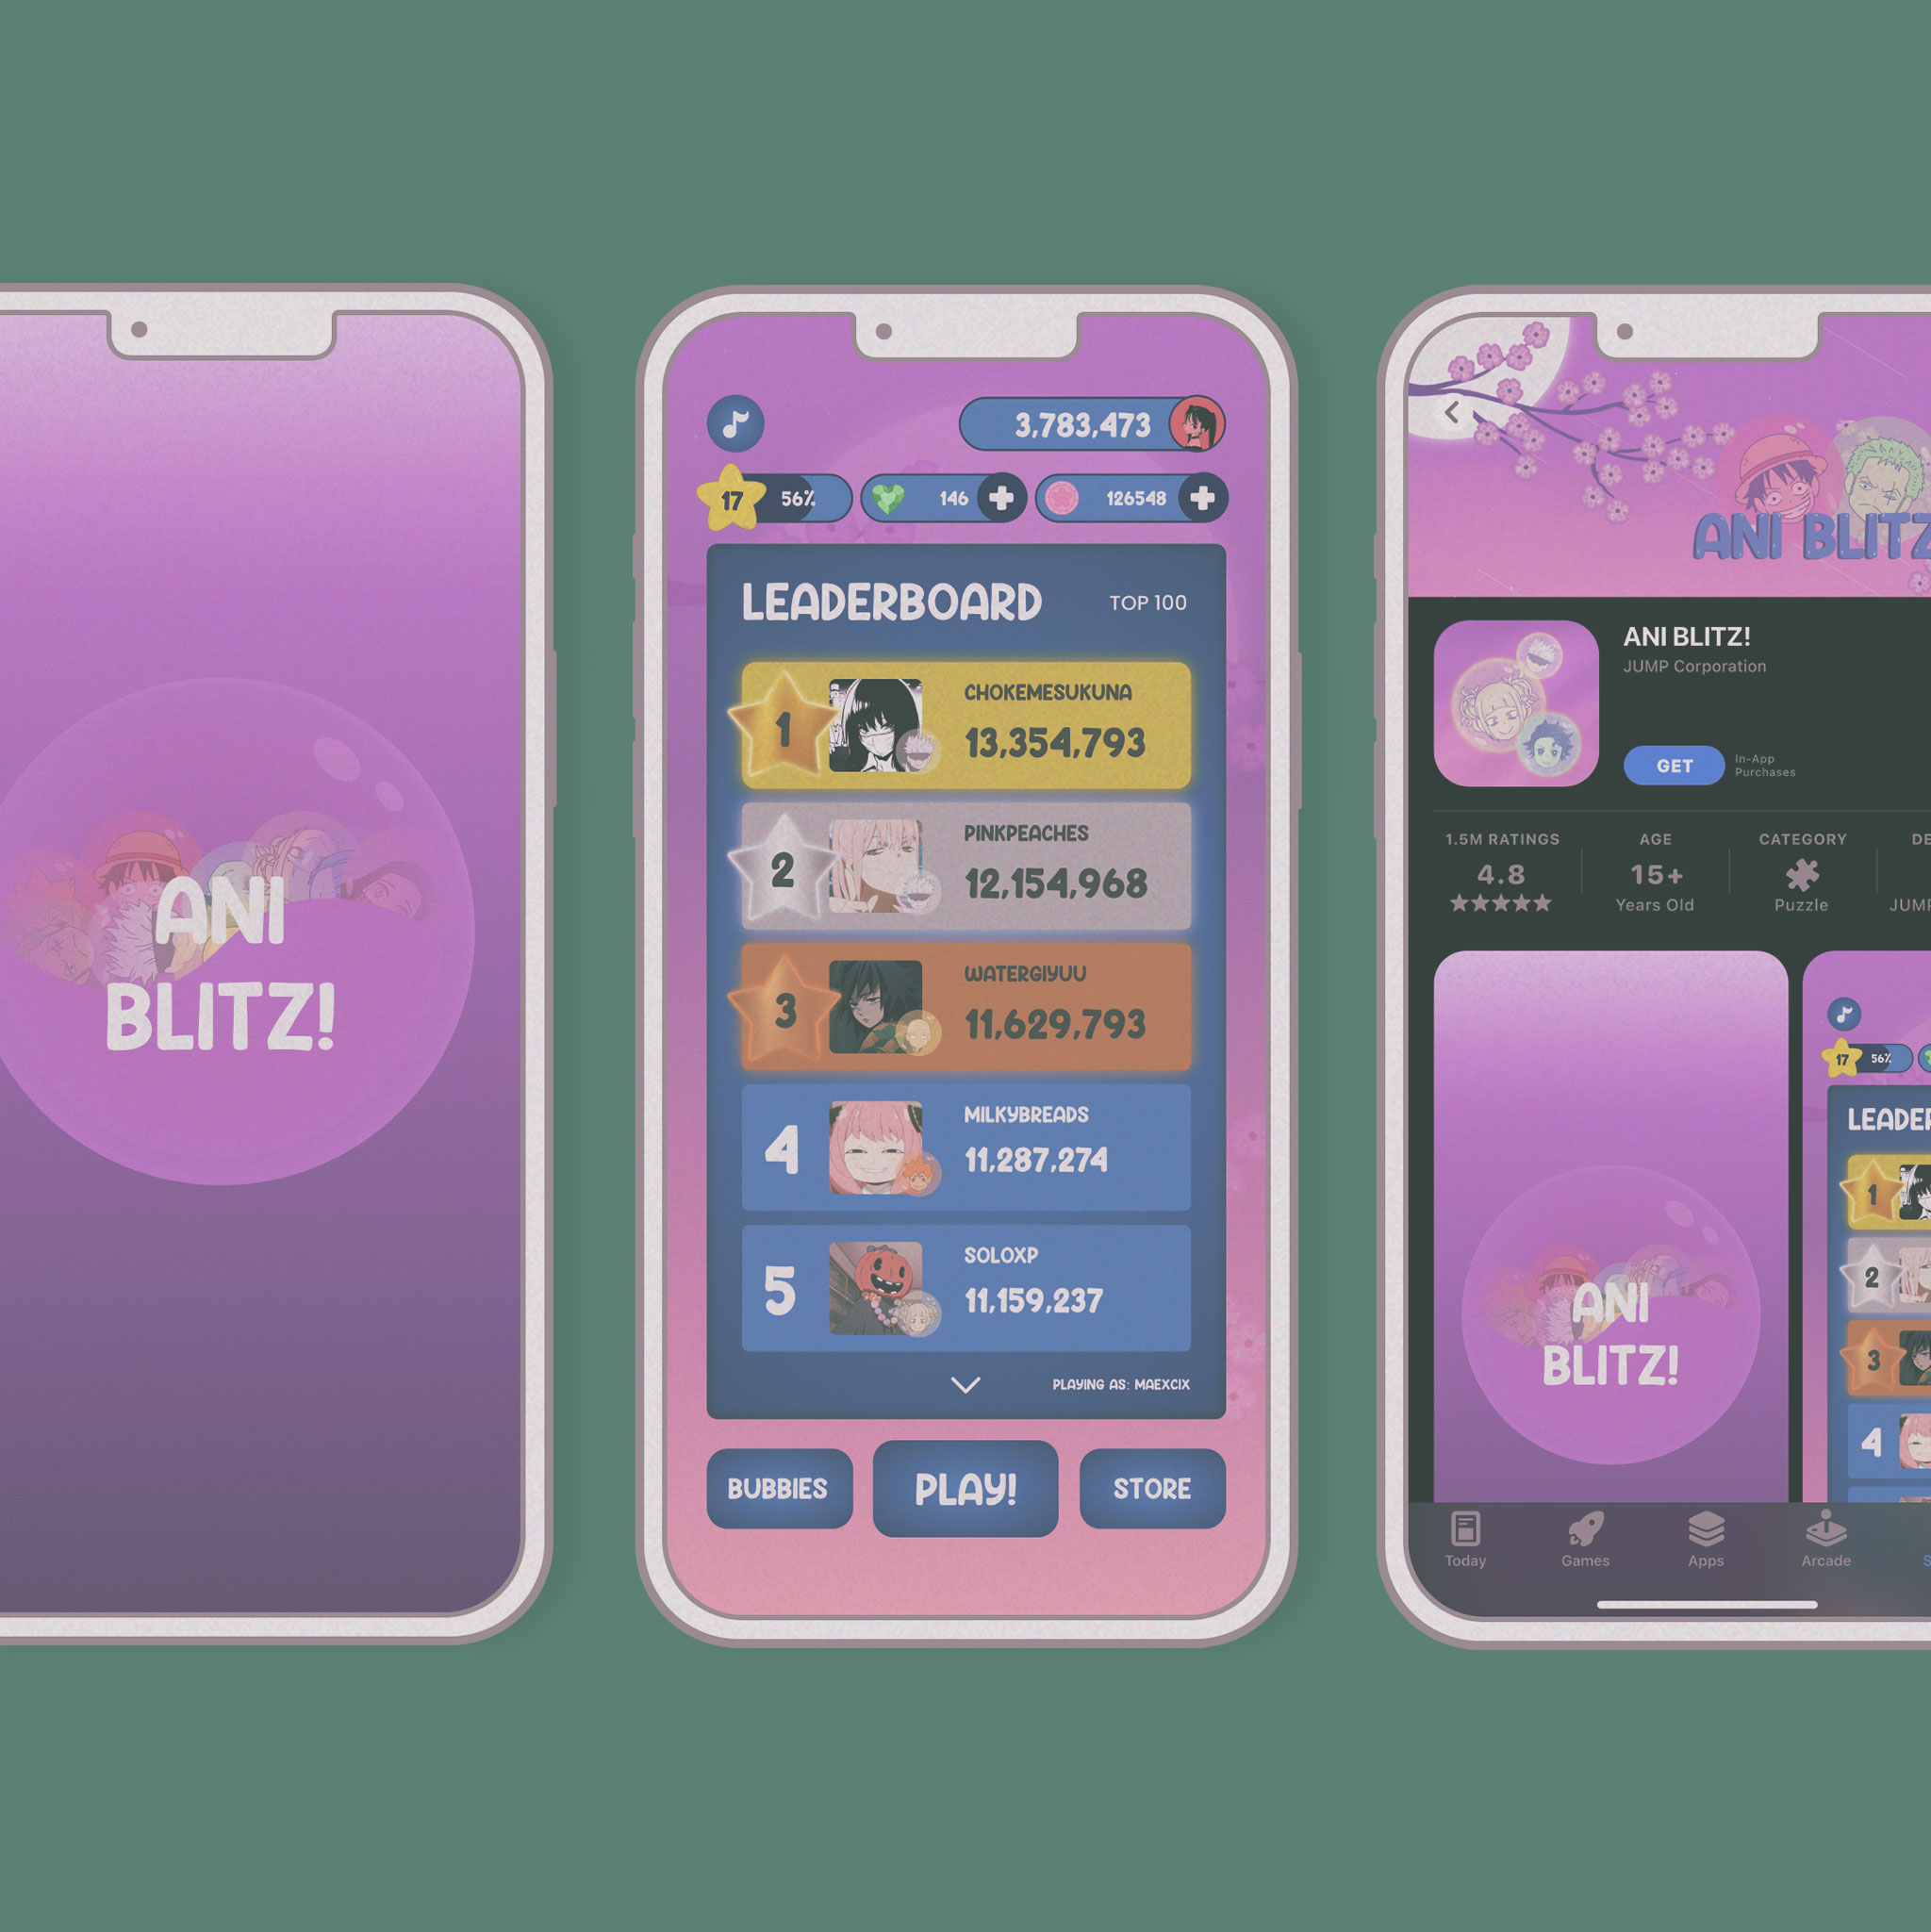 ANI
BLITZ!
3,783,473
17
56%
146
126548
LEADERBOARD
TOP 100
1
CHOKEMESUKUNA
13,354,793
2
PINKPEACHES
12,154,968
3
WATERGIYUU
11,629,793
4
MILKYBREADS
11,287,274
5
SOLOXP
11,159,237
PLAYING AS: MAEXCIX
BUBBIES
PLAY!
STORE
ANI BLITZ
ANI BLITZ!
JUMP Corporation
GET
In-App
Purchases
1.5M RATINGS
4.8
AGE
15+
Years Old
CATEGORY
Puzzle
DE
JUMP
ANI
BLITZ!
17
56%
LEADER
1
2
3
4
Today
Games
Apps
Arcade
S